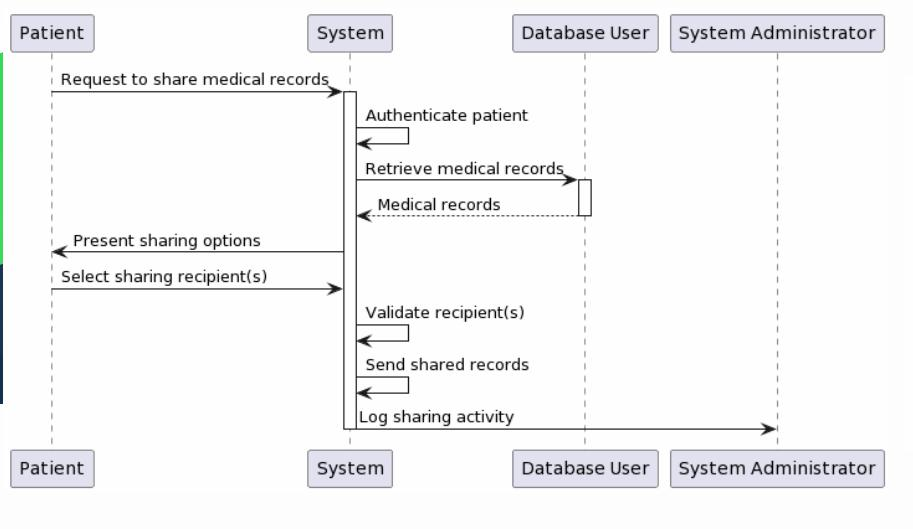 Patient
System
Database User
System Administrator
Request to share medical records
Authenticate patient
Retrieve medical records
Medical records
Present sharing options
Select sharing recipient(s)
Validate recipient(s)
Send shared records
Log sharing activity
Patient
System
Database User
System Administrator